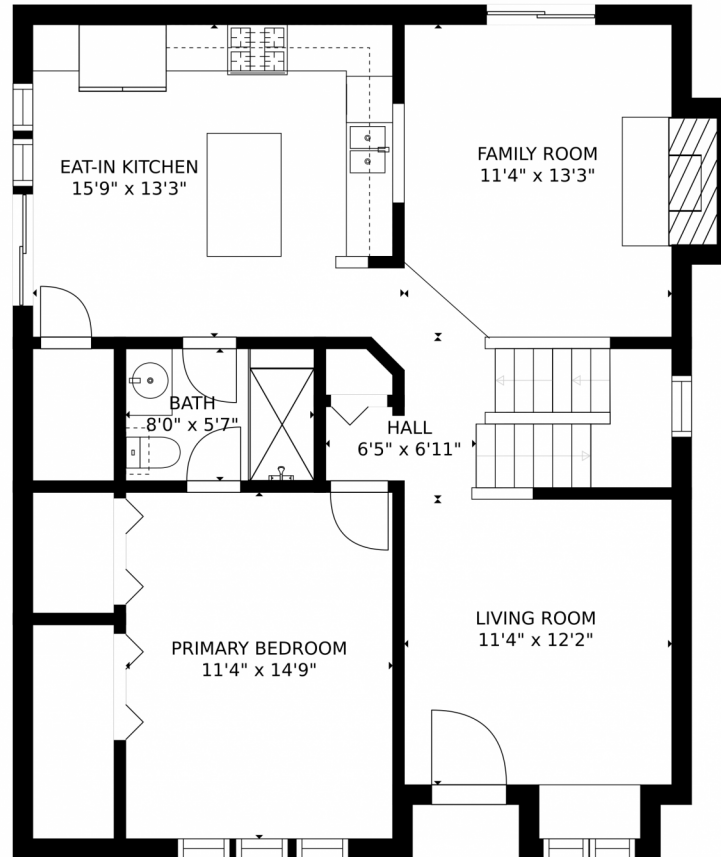 EAT-IN KITCHEN
15'9" x 13'3"
FAMILY ROOM
11'4" x 13'3"
BATH
8'0" x 5'7"
HALL
6'5" x 6'11"
PRIMARY BEDROOM
11'4" x 14'9"
LIVING ROOM
11'4" x 12'2"